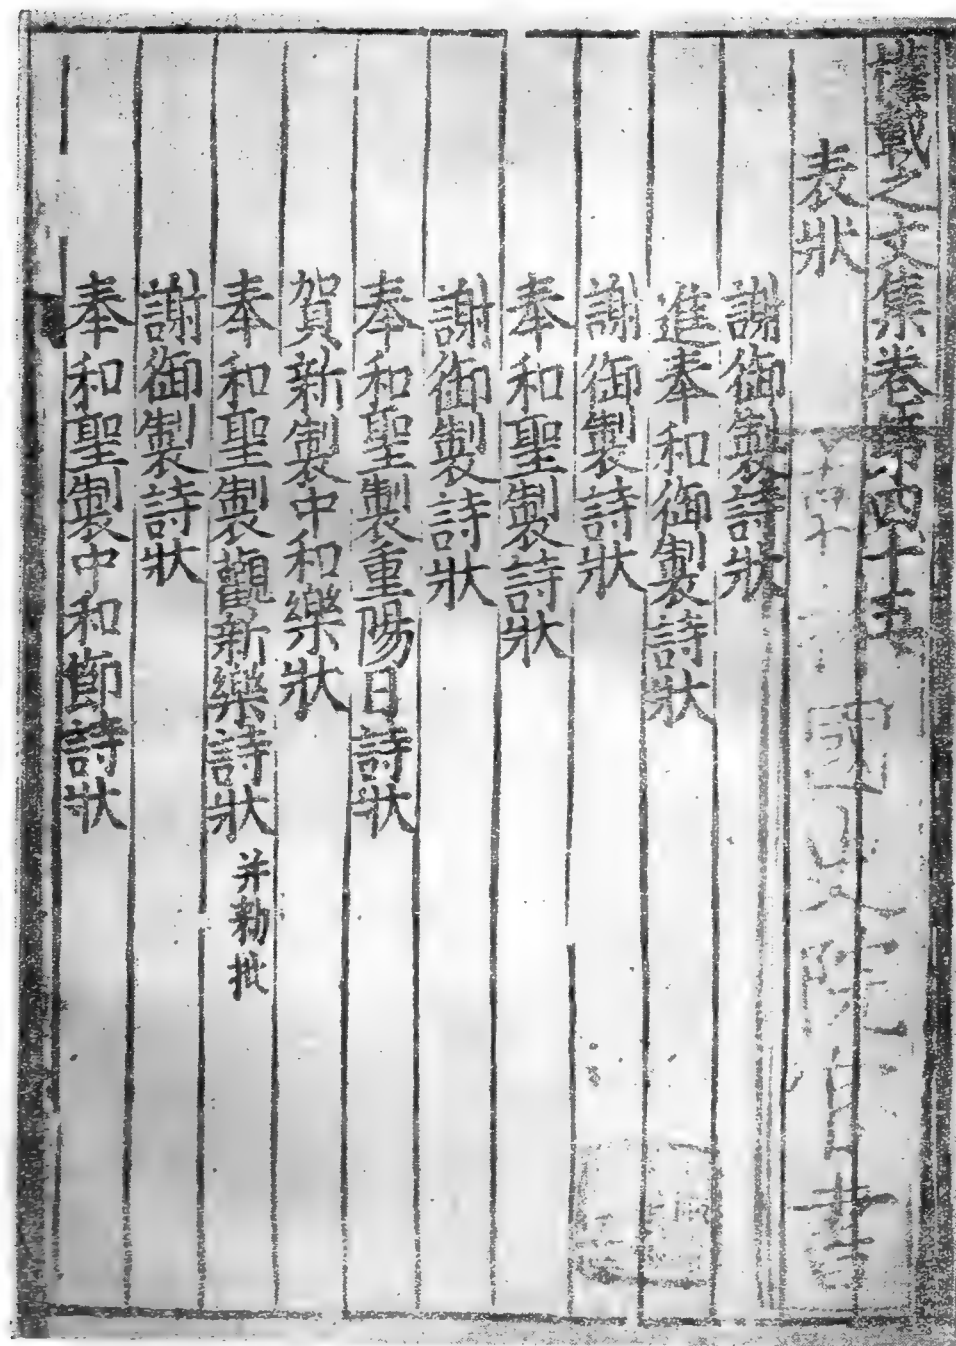 權載之文集卷第四十五
表狀
謝御製詩狀
進奉和御製詩狀
謝御製詩狀
奉和聖製詩狀
謝御製詩狀
奉和聖製重陽日詩狀
賀新製中和樂狀
奉和聖製觀新樂詩狀 并勑批
謝御製詩狀
奉和聖製中和節詩狀